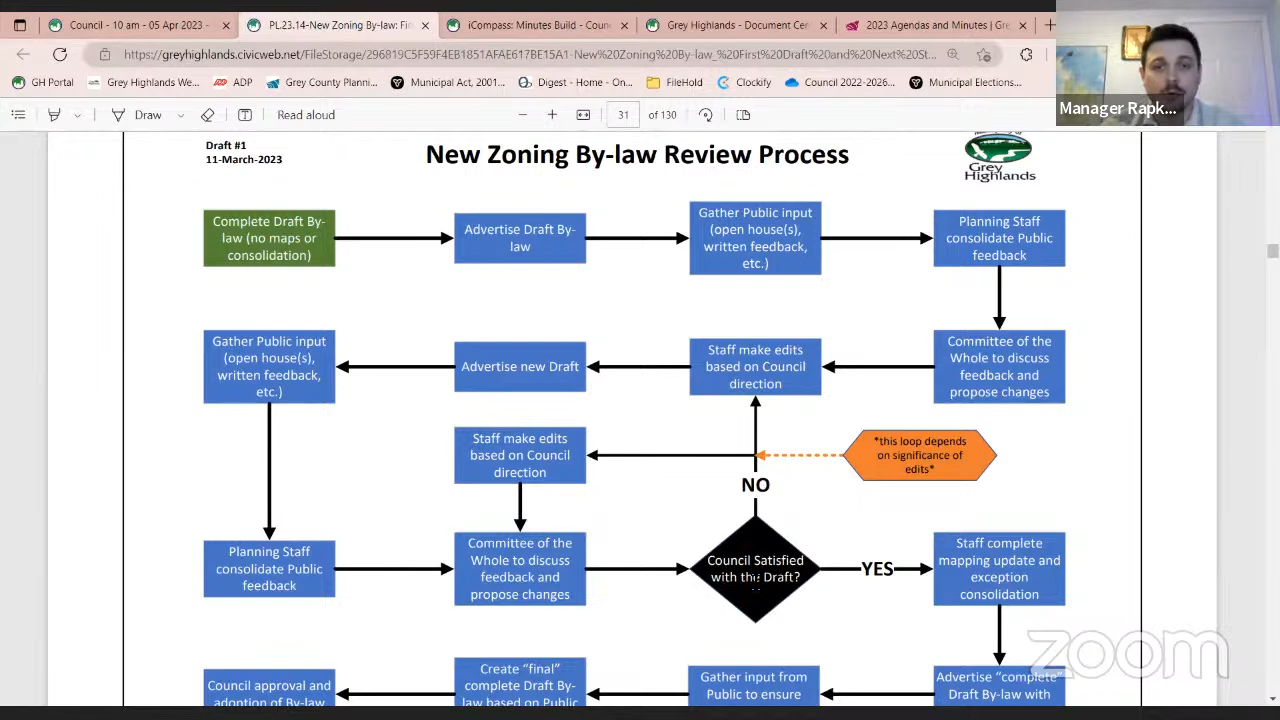 Council - 10 am - 05 Apr 2023
PL23.14-New Zoning By-law: Fi
iCompass: Minutes Build - Counc
Grey Highlands - Document Cen
2023 Agendas and Minutes | Gre
https://greyhighlands.civicweb.net/FileStorage/296819C5F594EB1851AFAE617BE15A1-New%20Zoning%20By-law_%20First%20Draft%20and%20Next%20St...
GH Portal
Grey Highlands We...
ADP
Grey County Plannin...
Municipal Act, 2001...
Digest - Home - On...
FileHold
Clockify
Council 2022-2026...
Municipal Elections...
Draw
Read aloud
31 of 130
Manager Rapk...
Draft #1
11-March-2023
New Zoning By-law Review Process
Grey
Highlands
Complete Draft By-
law (no maps or
consolidation)
Advertise Draft By-
law
Gather Public input
(open house(s),
written feedback,
etc.)
Planning Staff
consolidate Public
feedback
Gather Public input
(open house(s),
written feedback,
etc.)
Advertise new Draft
Staff make edits
based on Council
direction
Committee of the
Whole to discuss
feedback and
propose changes
Staff make edits
based on Council
direction
*this loop depends
on significance of
edits*
NO
Planning Staff
consolidate Public
feedback
Committee of the
Whole to discuss
feedback and
propose changes
Council Satisfied
with the Draft?
YES
Staff complete
mapping update and
exception
consolidation
Council approval and
adoption of By-law
Create “final”
complete Draft By-
law based on Public
Gather input from
Public to ensure
Advertise “complete”
Draft By-law with
zoom